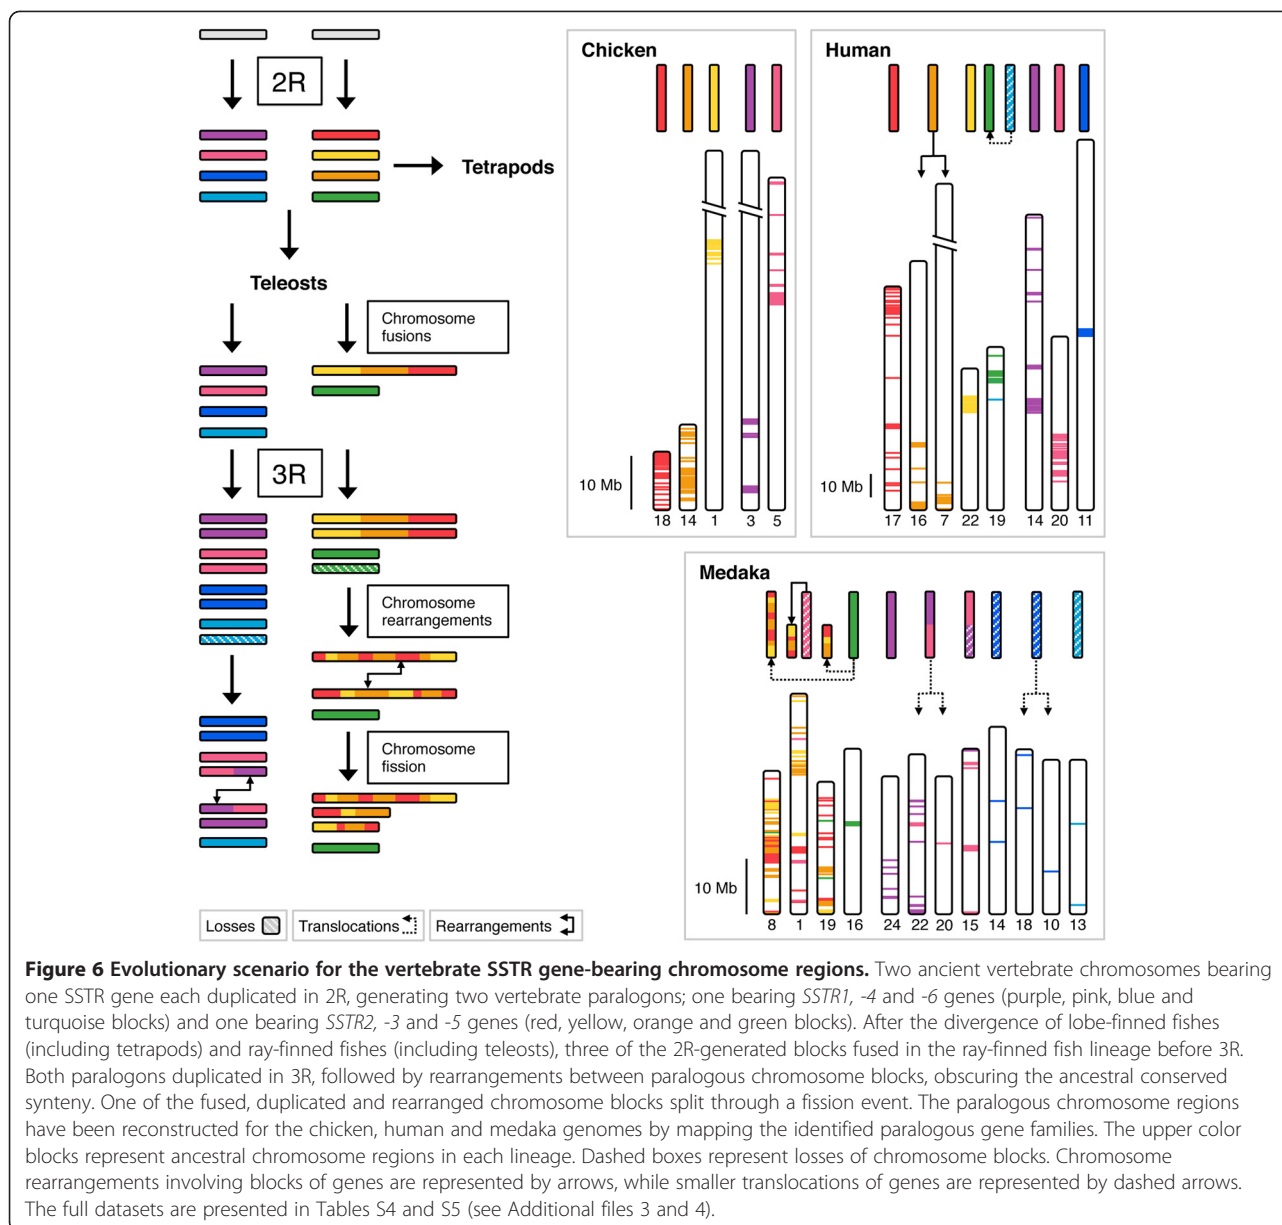 2R
Tetrapods
Teleosts
Chromosome
fusions
3R
Chromosome
rearrangements
Chromosome
fission
Losses
Translocations
Rearrangements
Chicken
10 Mb
18 14 1 3 5
Human
10 Mb
17 16 7 22 19 14 20 11
Medaka
10 Mb
8 1 19 16 24 22 20 15 14 18 10 13
Figure 6 Evolutionary scenario for the vertebrate SSTR gene-bearing chromosome regions. Two ancient vertebrate chromosomes bearing
one SSTR gene each duplicated in 2R, generating two vertebrate paralogons; one bearing SSTR1, -4 and -6 genes (purple, pink, blue and
turquoise blocks) and one bearing SSTR2, -3 and -5 genes (red, yellow, orange and green blocks). After the divergence of lobe-finned fishes
(including tetrapods) and ray-finned fishes (including teleosts), three of the 2R-generated blocks fused in the ray-finned fish lineage before 3R.
Both paralogons duplicated in 3R, followed by rearrangements between paralogous chromosome blocks, obscuring the ancestral conserved
synteny. One of the fused, duplicated and rearranged chromosome blocks split through a fission event. The paralogous chromosome regions
have been reconstructed for the chicken, human and medaka genomes by mapping the identified paralogous gene families. The upper color
blocks represent ancestral chromosome regions in each lineage. Dashed boxes represent losses of chromosome blocks. Chromosome
rearrangements involving blocks of genes are represented by arrows, while smaller translocations of genes are represented by dashed arrows.
The full datasets are presented in Tables S4 and S5 (see Additional files 3 and 4).